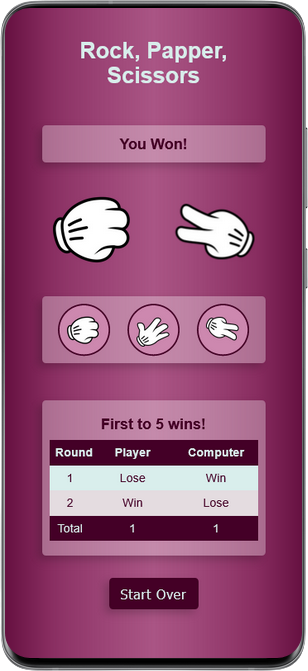 Rock, Papper,
Scissors
You Won!
First to 5 wins!
Round Player Computer
1 Lose Win
2 Win Lose
Total 1 1
Start Over